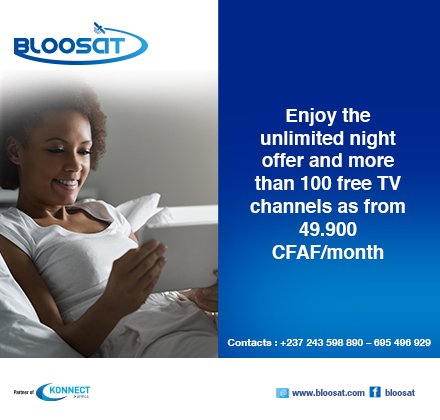 BLOOSAT
Enjoy the
unlimited night
offer and more
than 100 free TV
channels as from
49.900
CFAF/month
Contacts : +237 243 598 890 – 695 496 929
Partner of KONNECT
AFRICA
www.bloosat.com f bloosat